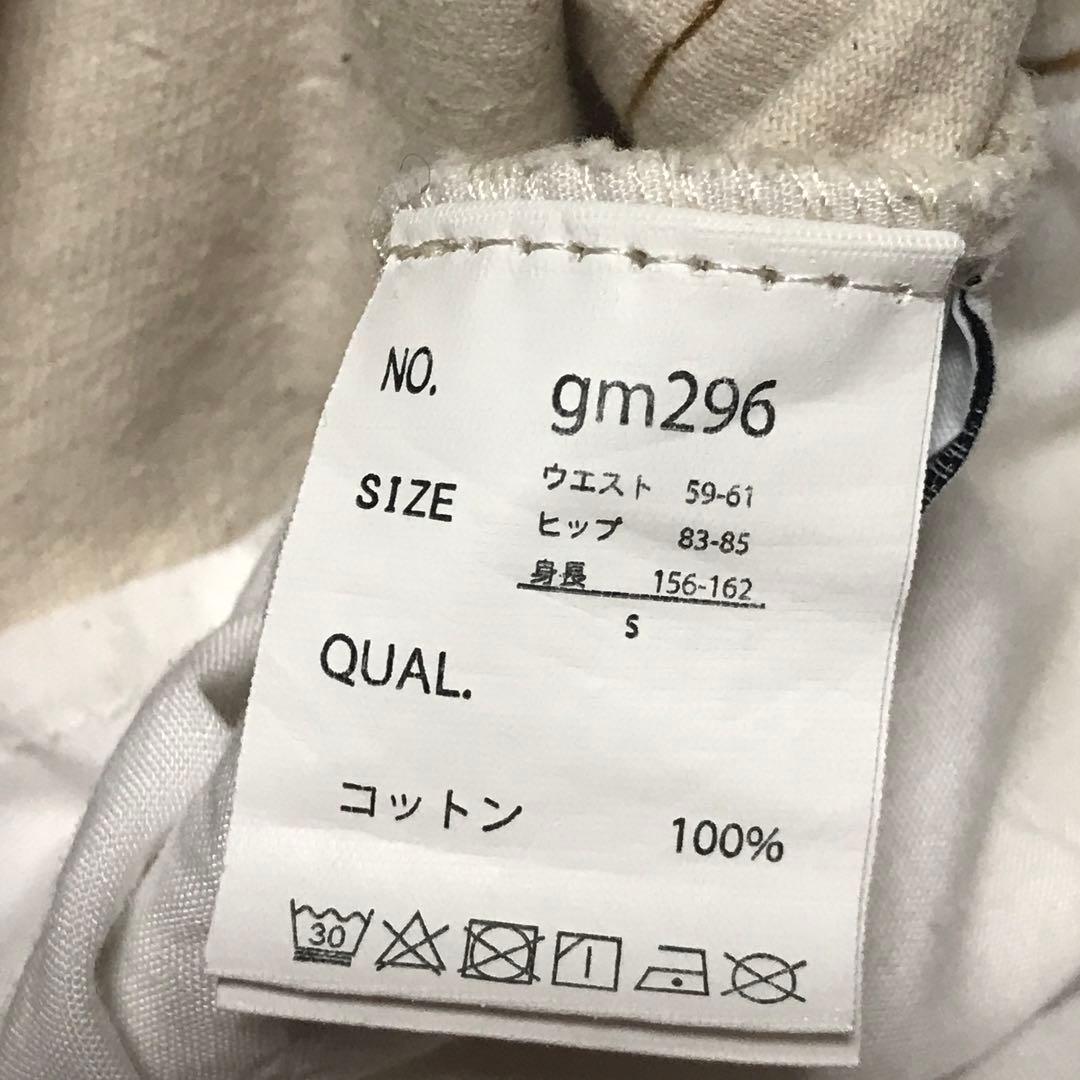 NO. gm296
SIZE ウエスト 59-61
ヒップ 83-85
身長 156-162
S
QUAL.
コットン 100%
30